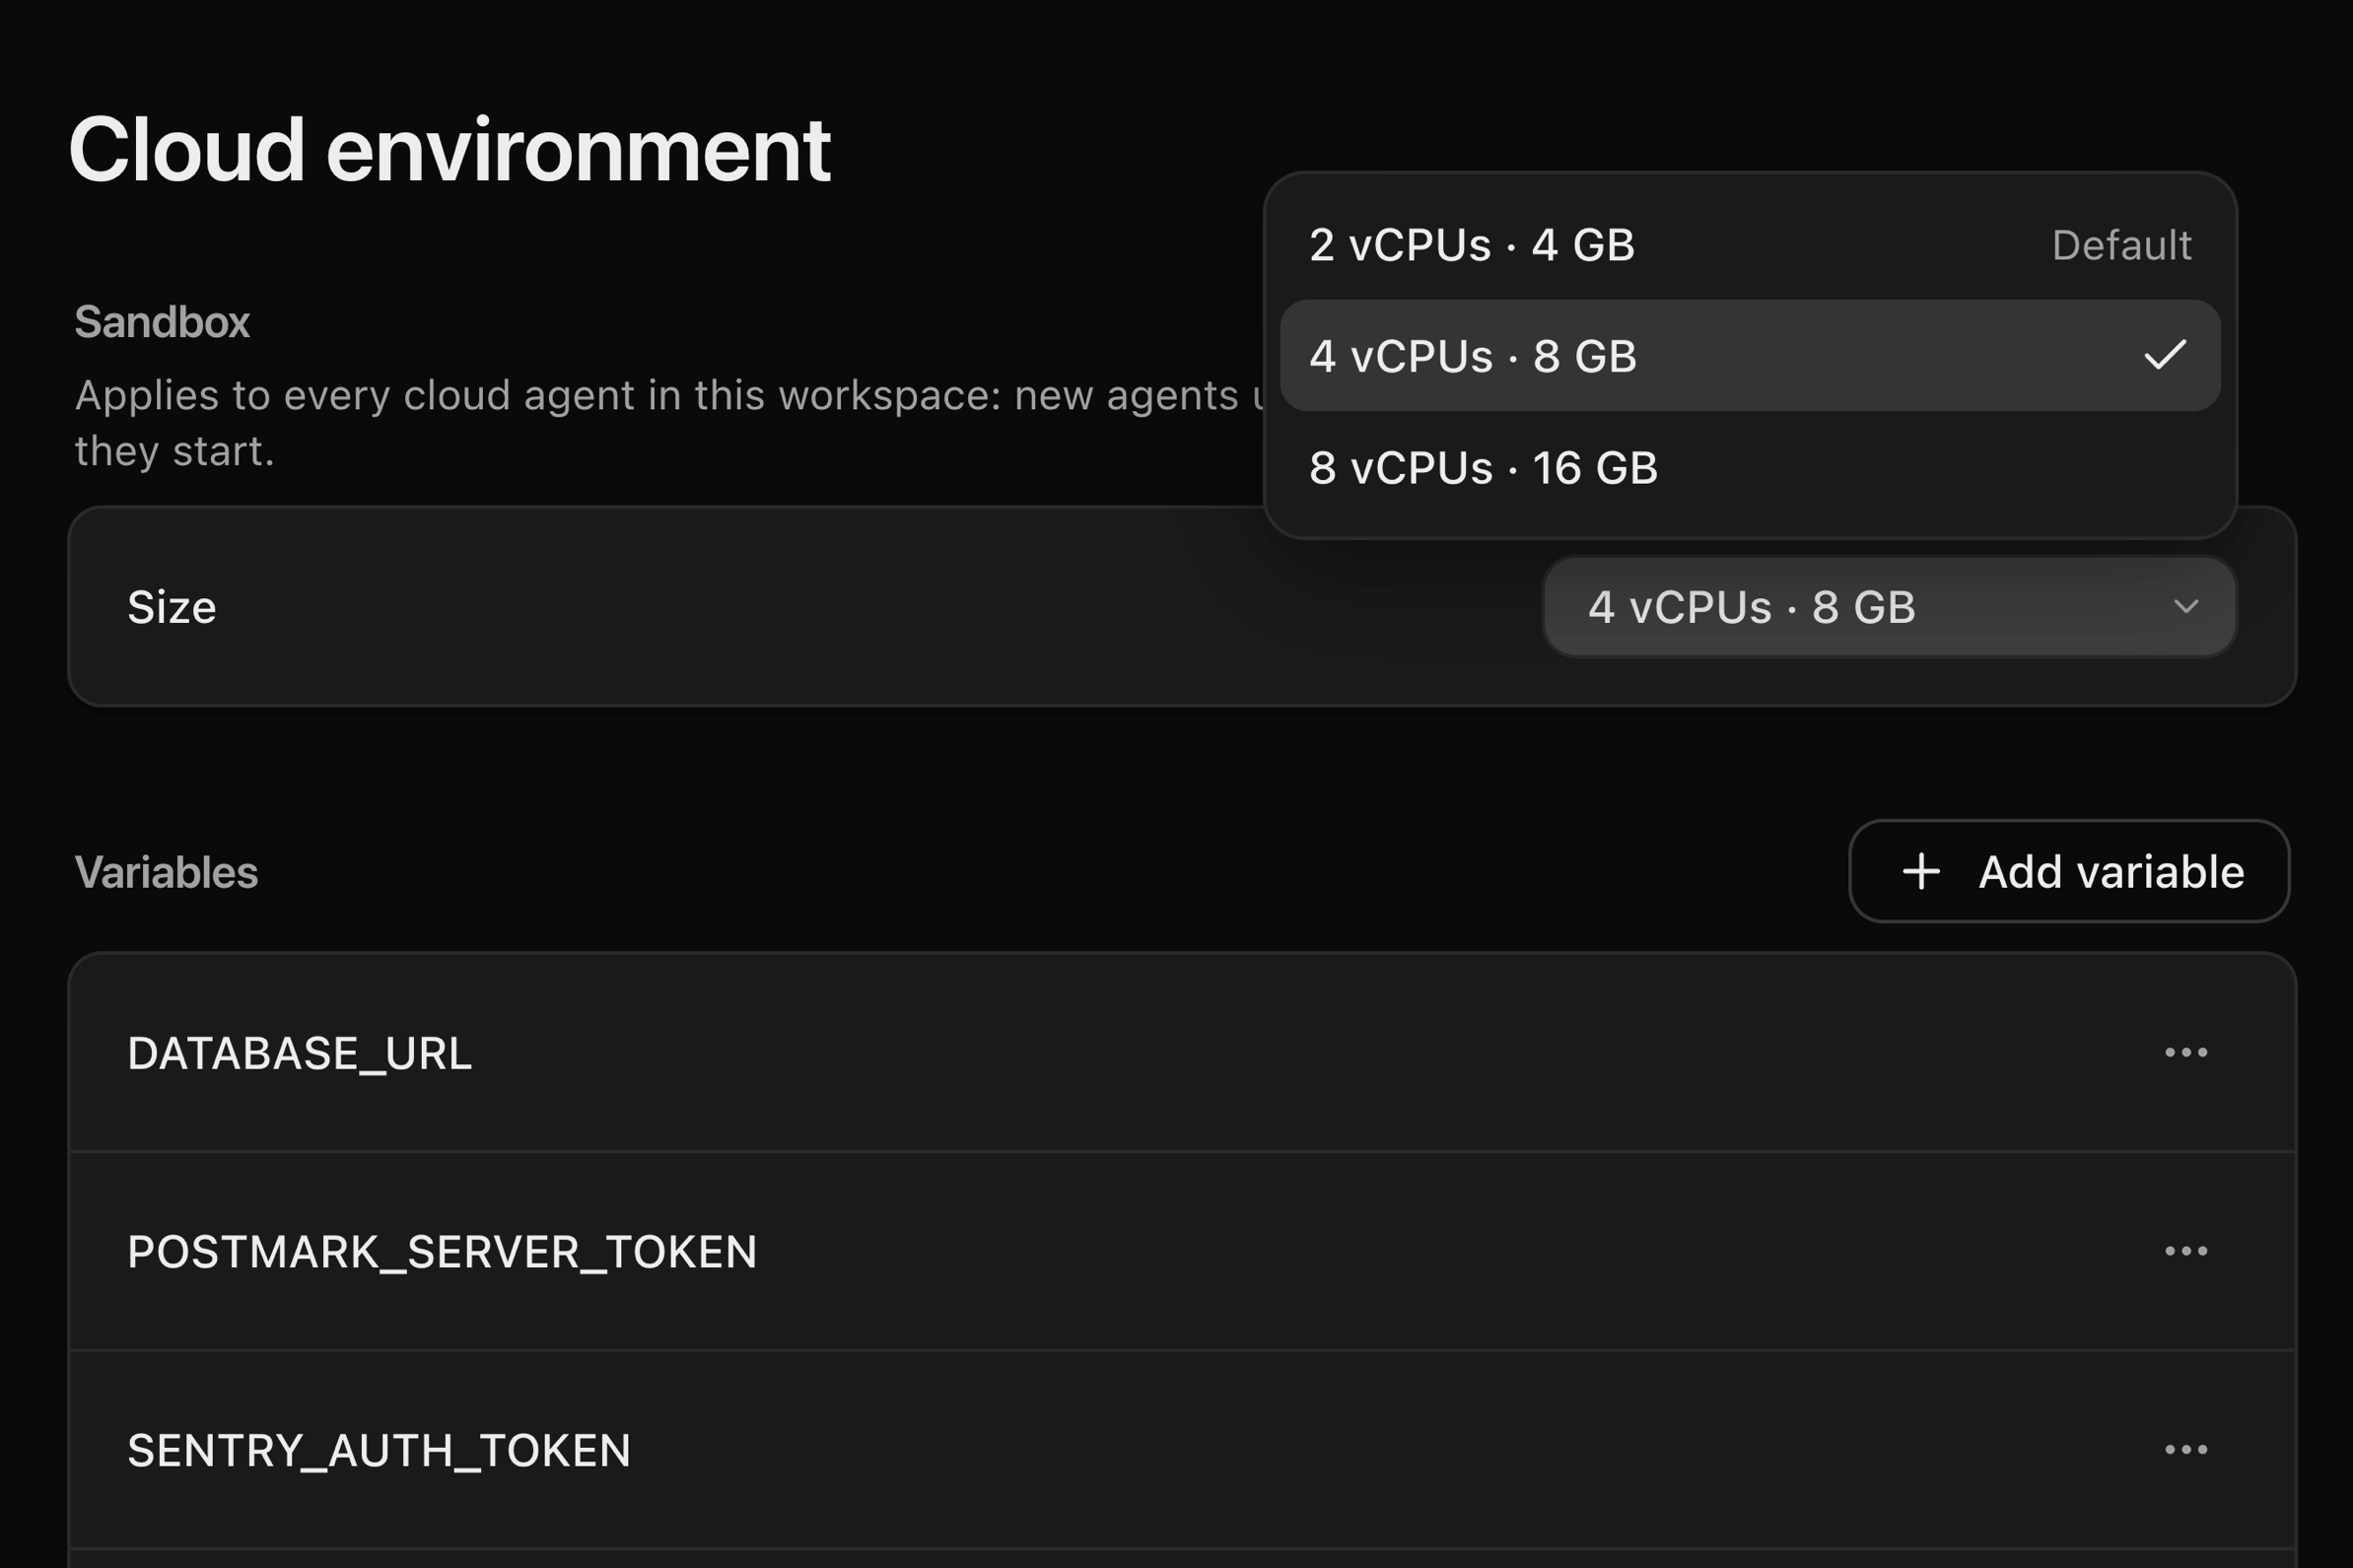 Cloud environment
2 vCPUs · 4 GB Default
4 vCPUs · 8 GB
8 vCPUs · 16 GB
Sandbox
Applies to every cloud agent in this workspace: new agents
they start.
Size
4 vCPUs · 8 GB
Variables
Add variable
DATABASE_URL
POSTMARK_SERVER_TOKEN
SENTRY_AUTH_TOKEN